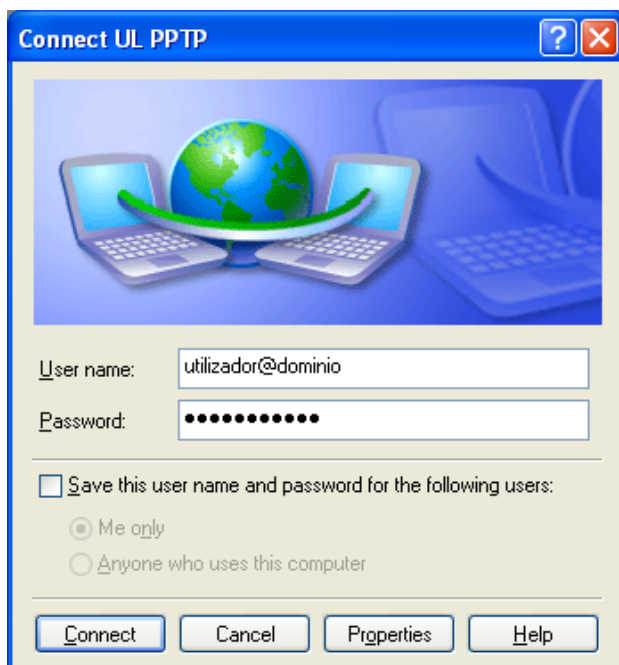 Connect UL PPTP
User name: utilizador@dominio
Password: ●●●●●●●●●●●
Save this user name and password for the following users:
Me only
Anyone who uses this computer
Connect Cancel Properties Help